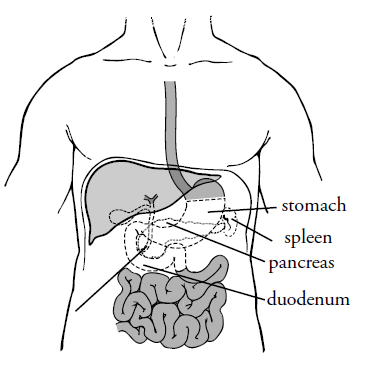 stomach
spleen
pancreas
duodenum